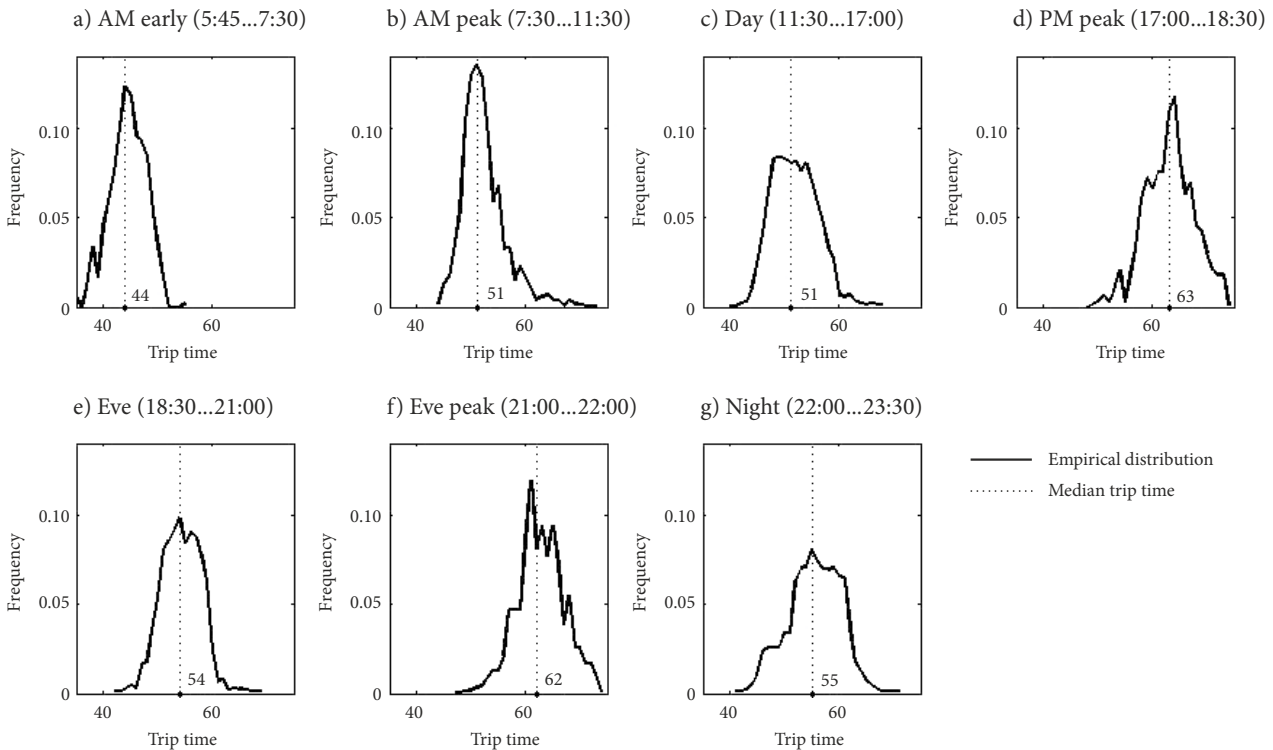 a) AM early (5:45...7:30)
Frequency
0.10
0.05
0
44
40
60
Trip time
b) AM peak (7:30...11:30)
Frequency
0.10
0.05
0
51
40
60
Trip time
c) Day (11:30...17:00)
Frequency
0.10
0.05
0
51
40
60
Trip time
d) PM peak (17:00...18:30)
Frequency
0.10
0.05
0
63
40
60
Trip time
e) Eve (18:30...21:00)
Frequency
0.10
0.05
0
54
40
60
Trip time
f) Eve peak (21:00...22:00)
Frequency
0.10
0.05
0
62
40
60
Trip time
g) Night (22:00...23:30)
Frequency
0.10
0.05
0
55
40
60
Trip time
Empirical distribution
Median trip time